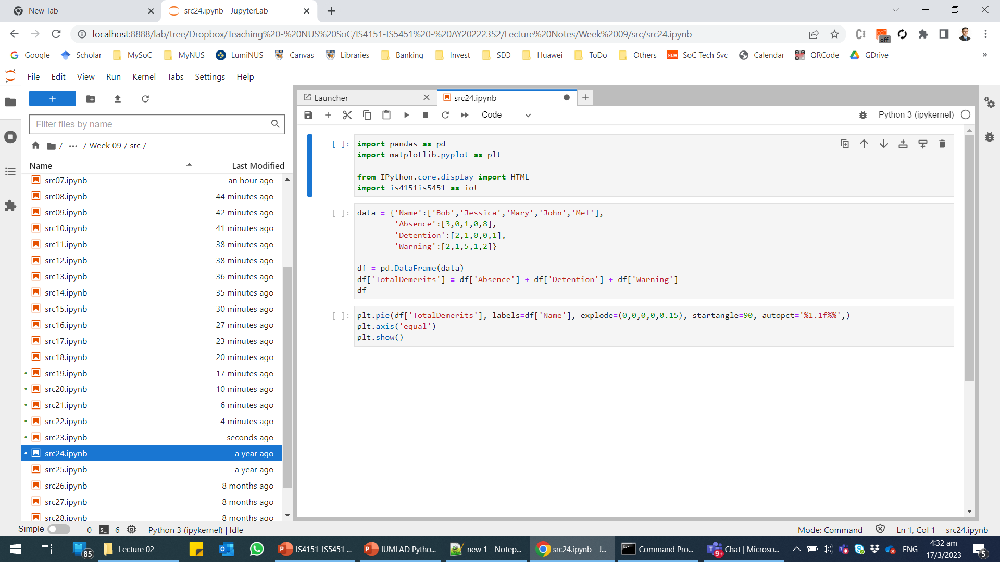 New Tab
src24.ipynb - JupyterLab
localhost:8888/lab/tree/Dropbox/Teaching%20-%20NUS%20SoC/IS4151-IS5451%20-%20AY202223S2/Lecture%20Notes/Week%2009/src/src24.ipynb
off
Google Scholar MySoC MyNUS LumiNUS Canvas Libraries Banking Invest SEO Huawei ToDo Others NUS SoC Tech Svc Calendar QRCode GDrive »
File Edit View Run Kernel Tabs Settings Help
Launcher
src24.ipynb
Filter files by name
Code
Python 3 (ipykernel)
/ ··· / Week 09 / src /
Name Last Modified
src07.ipynb an hour ago
src08.ipynb 44 minutes ago
src09.ipynb 42 minutes ago
src10.ipynb 41 minutes ago
src11.ipynb 38 minutes ago
src12.ipynb 38 minutes ago
src13.ipynb 36 minutes ago
src14.ipynb 35 minutes ago
src15.ipynb 30 minutes ago
src16.ipynb 27 minutes ago
src17.ipynb 23 minutes ago
src18.ipynb 20 minutes ago
src19.ipynb 17 minutes ago
src20.ipynb 10 minutes ago
src21.ipynb 6 minutes ago
src22.ipynb 4 minutes ago
src23.ipynb seconds ago
src24.ipynb a year ago
src25.ipynb a year ago
src26.ipynb 8 months ago
src27.ipynb 8 months ago
src28.ipynb 8 months ago
[ ]: import pandas as pd
import matplotlib.pyplot as plt
from IPython.core.display import HTML
import is4151is5451 as iot
[ ]: data = {'Name':['Bob','Jessica','Mary','John','Mel'],
'Absence':[3,0,1,0,8],
'Detention':[2,1,0,0,1],
'Warning':[2,1,5,1,2]}
df = pd.DataFrame(data)
df['TotalDemerits'] = df['Absence'] + df['Detention'] + df['Warning']
df
[ ]: plt.pie(df['TotalDemerits'], labels=df['Name'], explode=(0,0,0,0,0.15), startangle=90, autopct='%1.1f%%',)
plt.axis('equal')
plt.show()
Simple 0 $_ 6 Python 3 (ipykernel) | Idle
Mode: Command Ln 1, Col 1 src24.ipynb
85 Lecture 02 IS4151-IS5451 ... IUMLAD Pytho... new 1 - Notep... src24.ipynb - J... Command Pro... 9+ Chat | Microso... ENG
4:32 am
17/3/2023
5